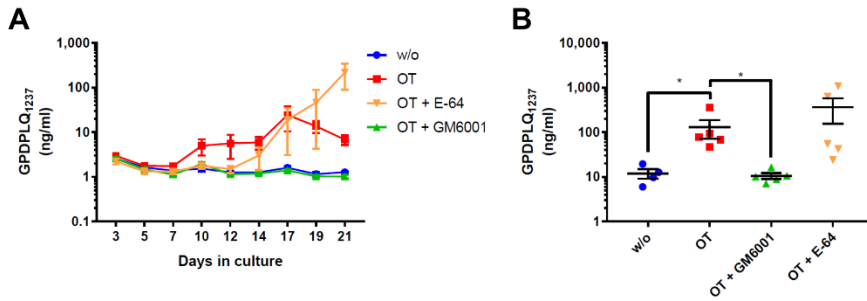 A
GPDPLQ1237
(ng/ml)
1,000
100
10
1
0.1
3 5 7 10 12 14 17 19 21
Days in culture
w/o
OT
OT + E-64
OT + GM6001
B
GPDPLQ1237
(ng/ml)
10,000
1,000
100
10
1
* *
w/o
OT
OT + GM6001
OT + E-64